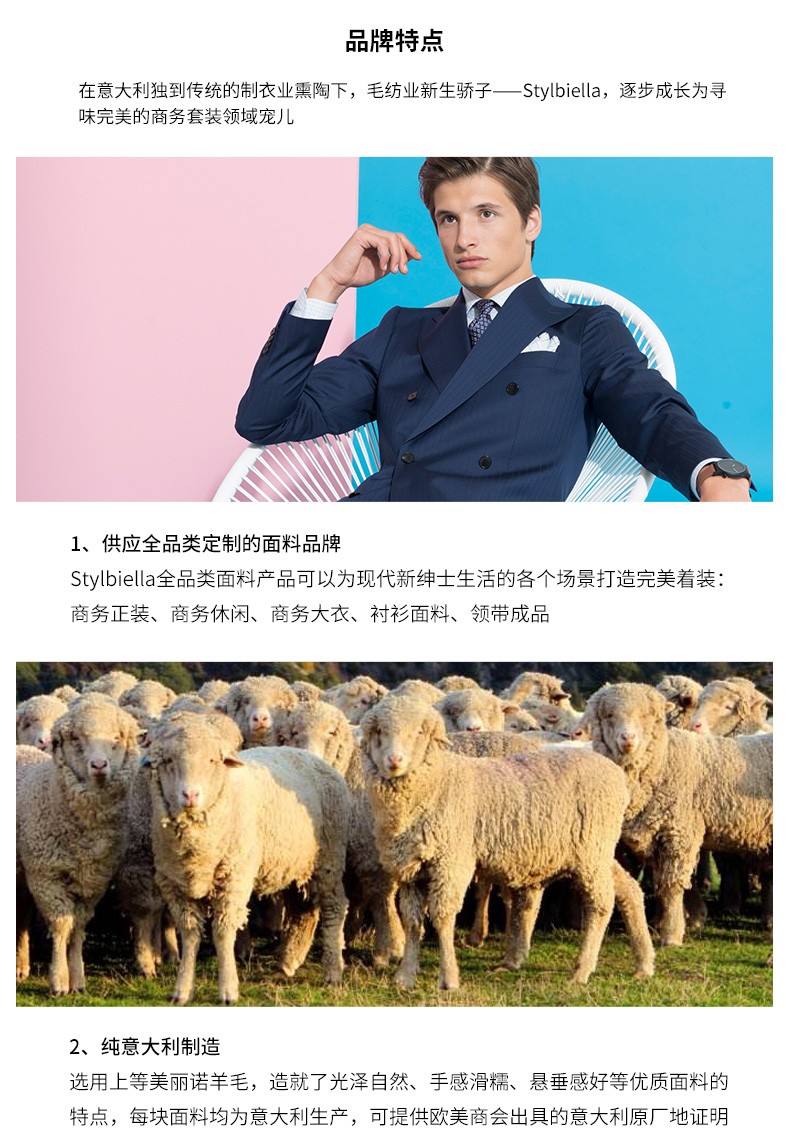 品牌特点
在意大利独到传统的制衣业熏陶下，毛纺业新生骄子——Stylbiella，逐步成长为寻
味完美的商务套装领域宠儿
1、供应全品类定制的面料品牌
Stylbiella全品类面料产品可以为现代新绅士生活的各个场景打造完美着装：
商务正装、商务休闲、商务大衣、衬衫面料、领带成品
2、纯意大利制造
选用上等美丽诺羊毛，造就了光泽自然、手感滑糯、悬垂感好等优质面料的
特点，每块面料均为意大利生产，可提供欧美商会出具的意大利原厂地证明